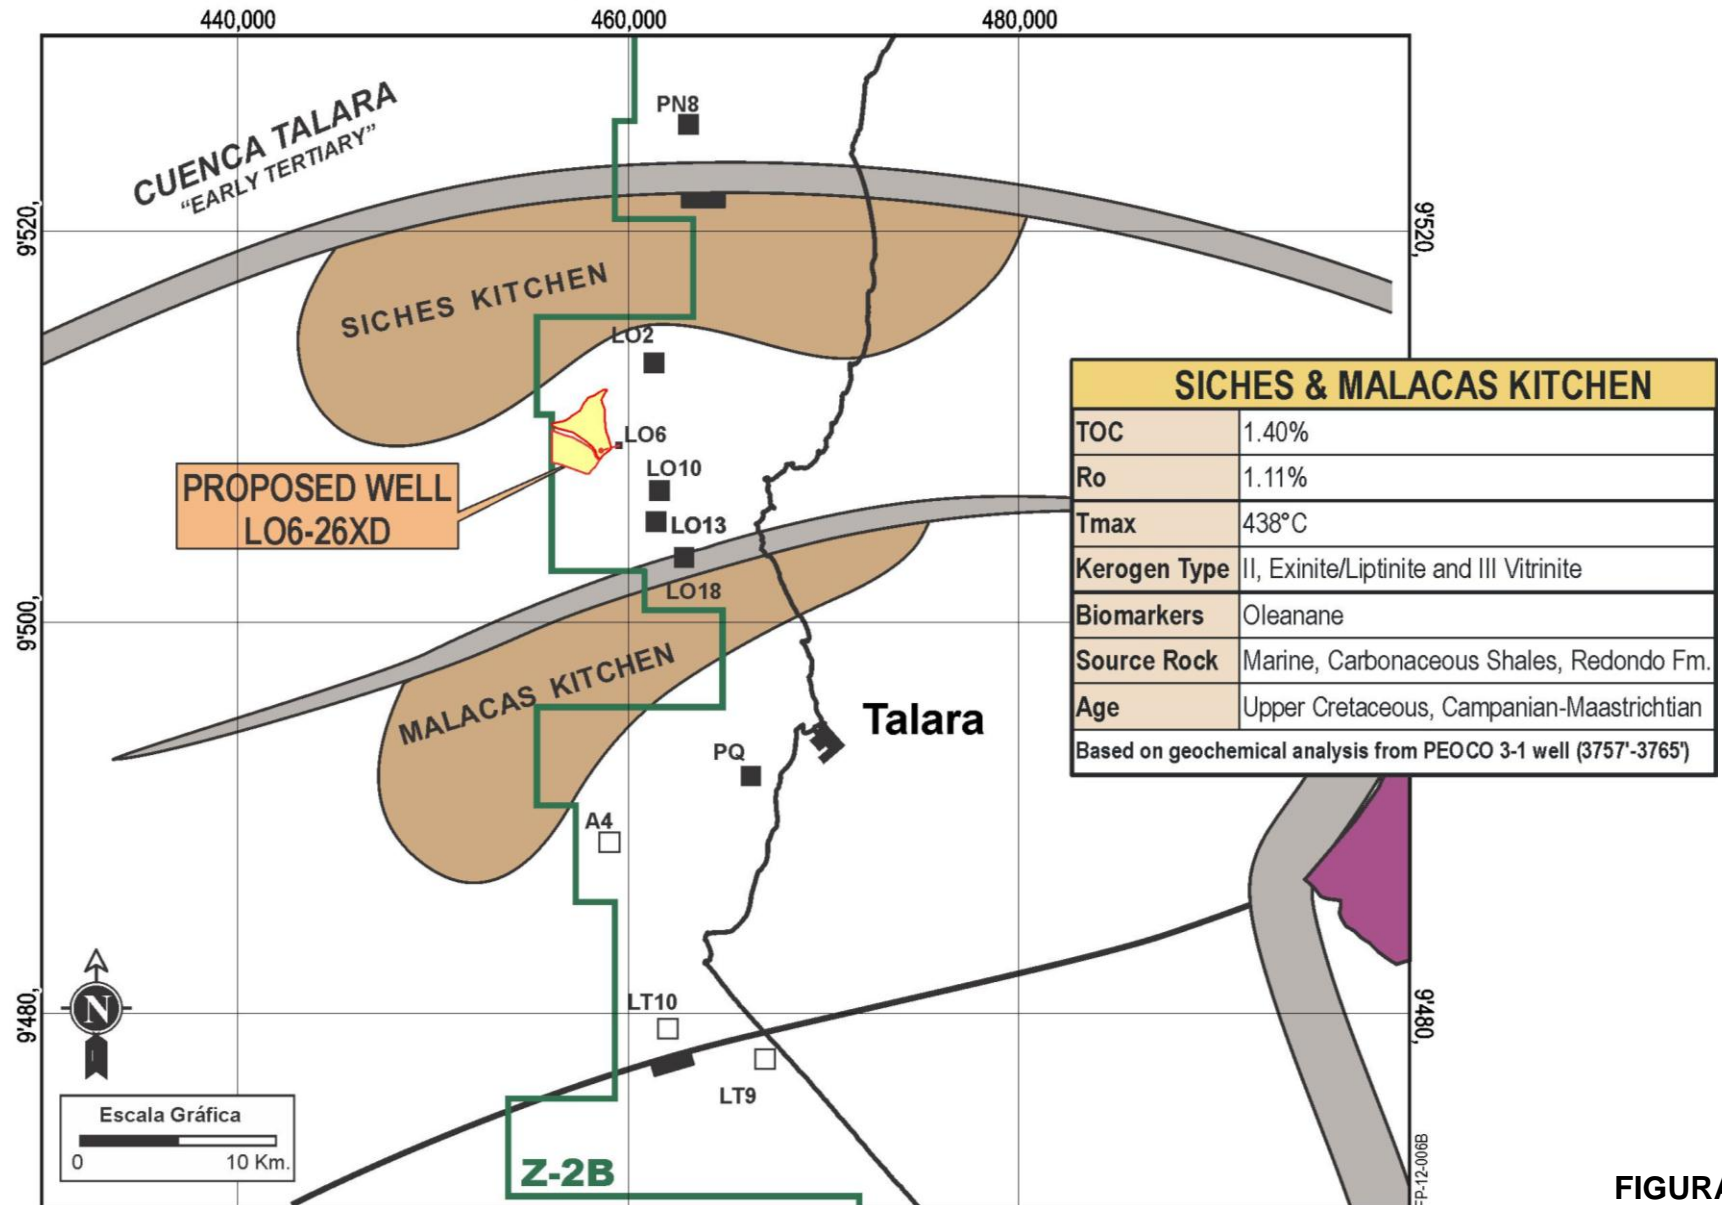 440,000
460,000
480,000
CUENCA TALARA
“EARLY TERTIARY”
PN8
9'520,
9'520,
SICHES KITCHEN
LO2
LO6
LO10
LO13
LO18
PROPOSED WELL
LO6-26XD
SICHES & MALACAS KITCHEN
TOC 1.40%
Ro 1.11%
Tmax 438°C
Kerogen Type II, Exinite/Liptinite and III Vitrinite
Biomarkers Oleanane
Source Rock Marine, Carbonaceous Shales, Redondo Fm.
Age Upper Cretaceous, Campanian-Maastrichtian
Based on geochemical analysis from PEOCO 3-1 well (3757'-3765')
9'500,
MALACAS KITCHEN
Talara
PQ
A4
9'480,
9'480,
N
LT10
LT9
Escala Gráfica
0 10 Km.
Z-2B
FP-12-006B
FIGURA